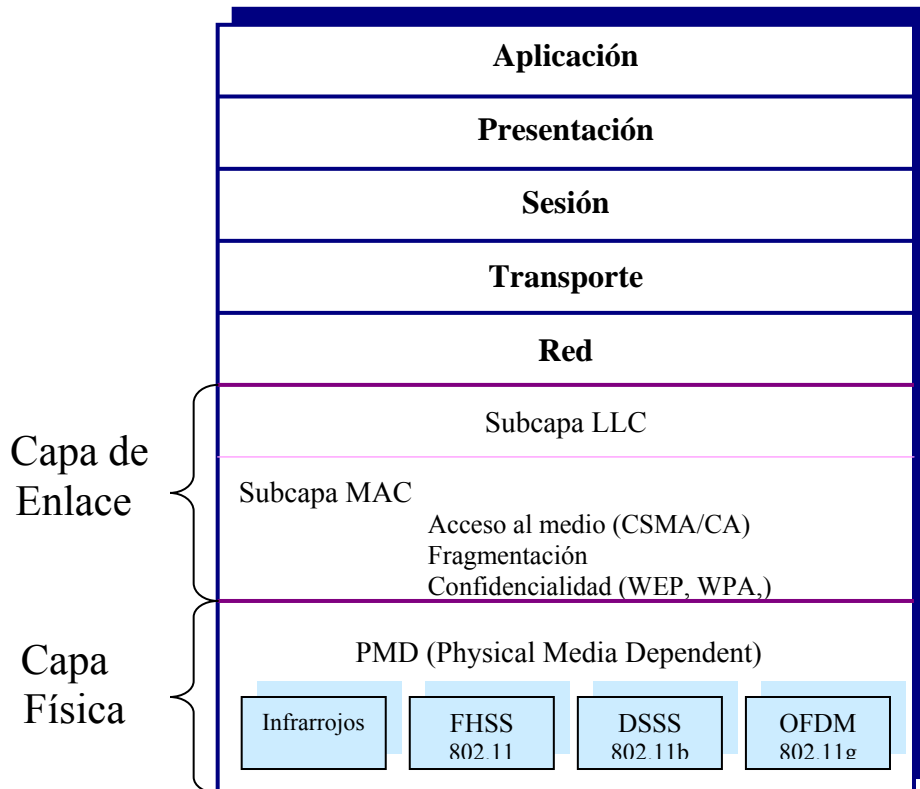 Aplicación
Presentación
Sesión
Transporte
Red
Capa de
Enlace
Subcapa LLC
Subcapa MAC
Acceso al medio (CSMA/CA)
Fragmentación
Confidencialidad (WEP, WPA,)
Capa
Física
PMD (Physical Media Dependent)
Infrarrojos
FHSS
802.11
DSSS
802.11b
OFDM
802.11g